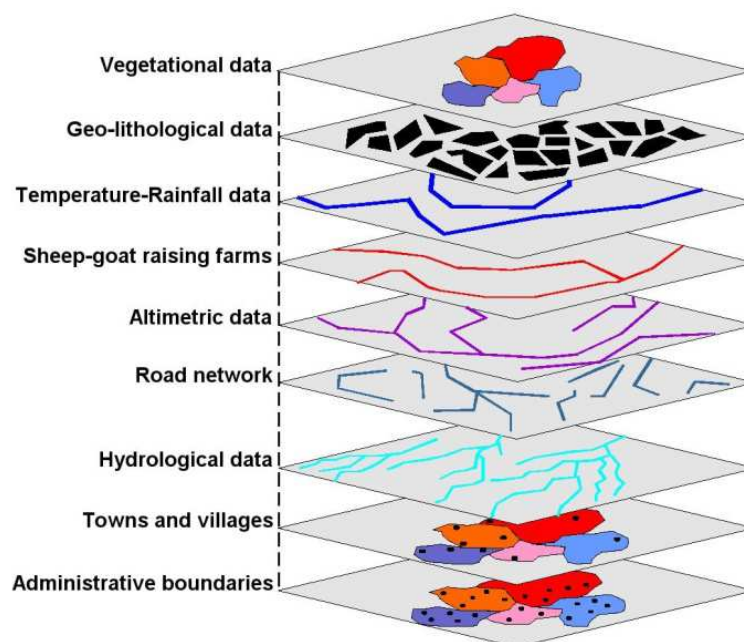 Vegetational data
Geo-lithological data
Temperature-Rainfall data
Sheep-goat raising farms
Altimetric data
Road network
Hydrological data
Towns and villages
Administrative boundaries